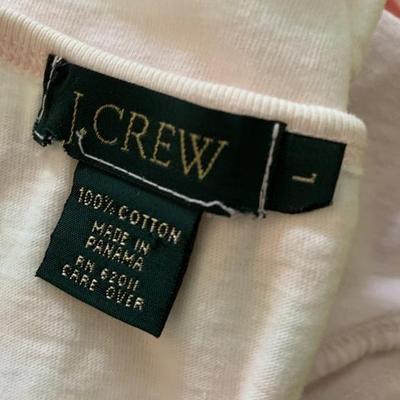 J. CREW
L
100% COTTON
MADE IN
PANAMA
RN 62011
CARE OVER